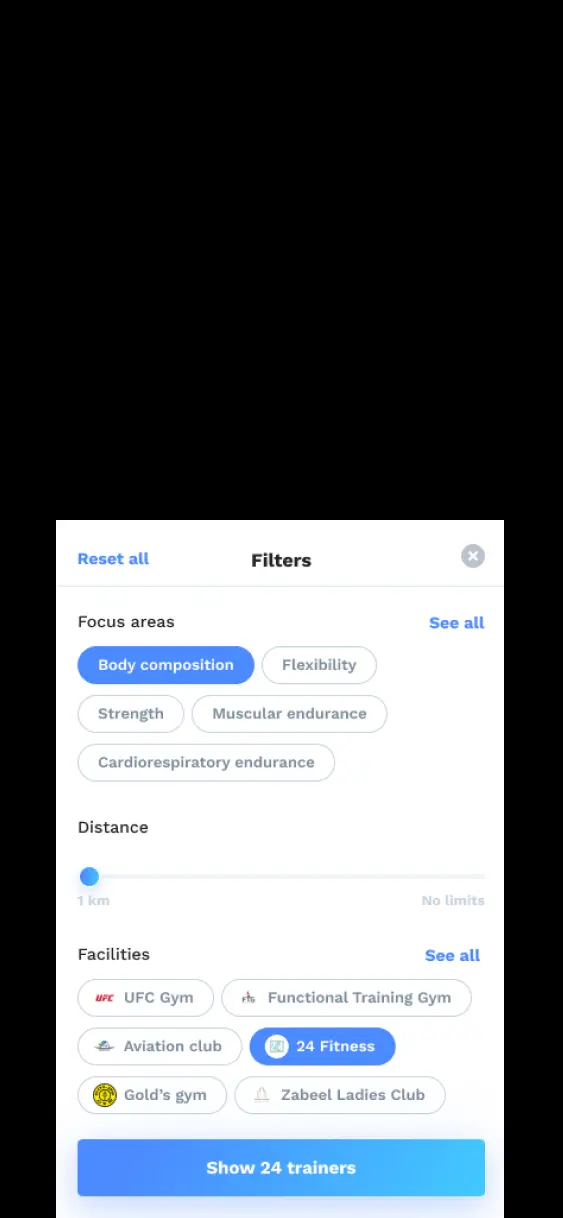 Reset all Filters
Focus areas See all
Body composition Flexibility
Strength Muscular endurance
Cardiorespiratory endurance
Distance
1 km No limits
Facilities See all
UFC UFC Gym FTG Functional Training Gym
Aviation club 24 Fitness
Gold's gym Zabeel Ladies Club
Show 24 trainers